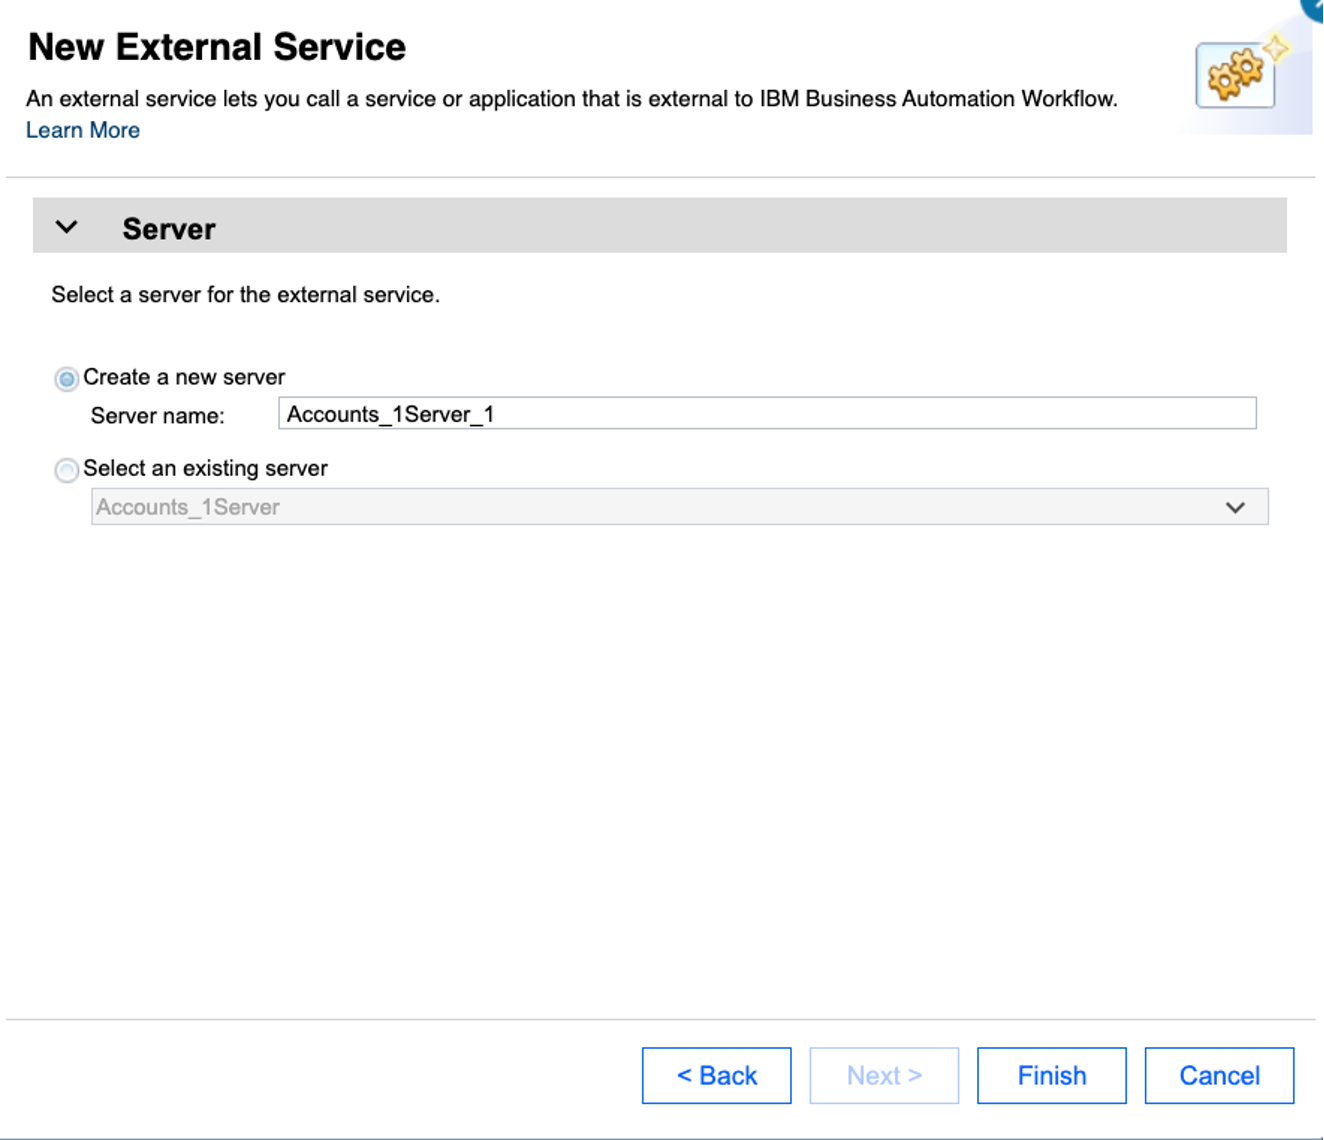 New External Service
An external service lets you call a service or application that is external to IBM Business Automation Workflow.
Learn More
Server
Select a server for the external service.
Create a new server
Server name: Accounts_1Server_1
Select an existing server
Accounts_1Server
< Back Next > Finish Cancel